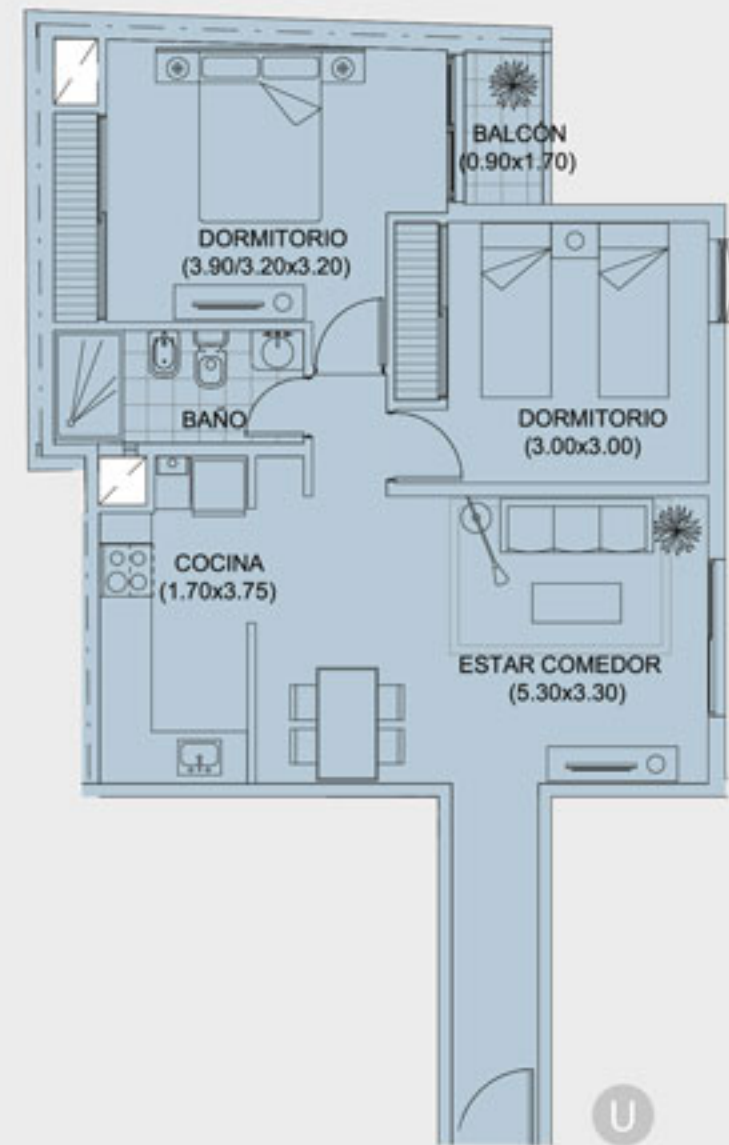 BALCÓN
(0.90x1.70)
DORMITORIO
(3.90/3.20x3.20)
BAÑO
DORMITORIO
(3.00x3.00)
COCINA
(1.70x3.75)
ESTAR COMEDOR
(5.30x3.30)
U